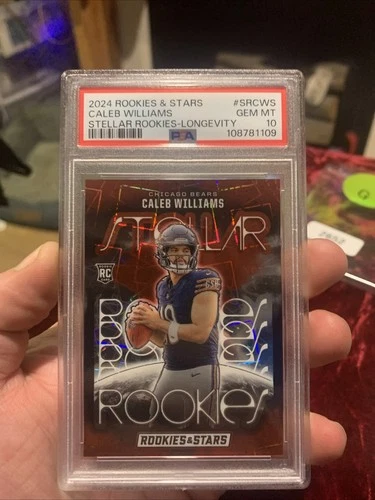 2024 ROOKIES & STARS #SRCWS
CALEB WILLIAMS GEM MT
STELLAR ROOKIES-LONGEVITY 10
PSA 108781109
CHICAGO BEARS
CALEB WILLIAMS
STELLAR
RC
ROOKIES
ROOKIES&STARS